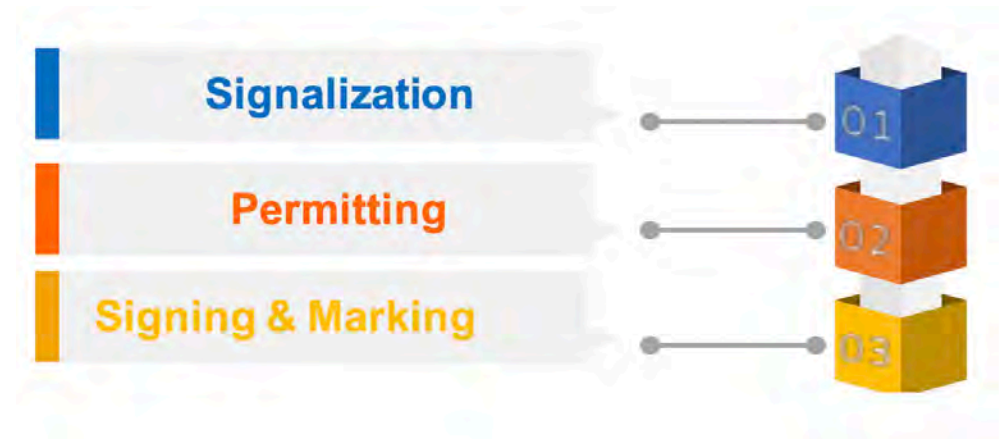 Signalization
01
Permitting
02
Signing & Marking
03